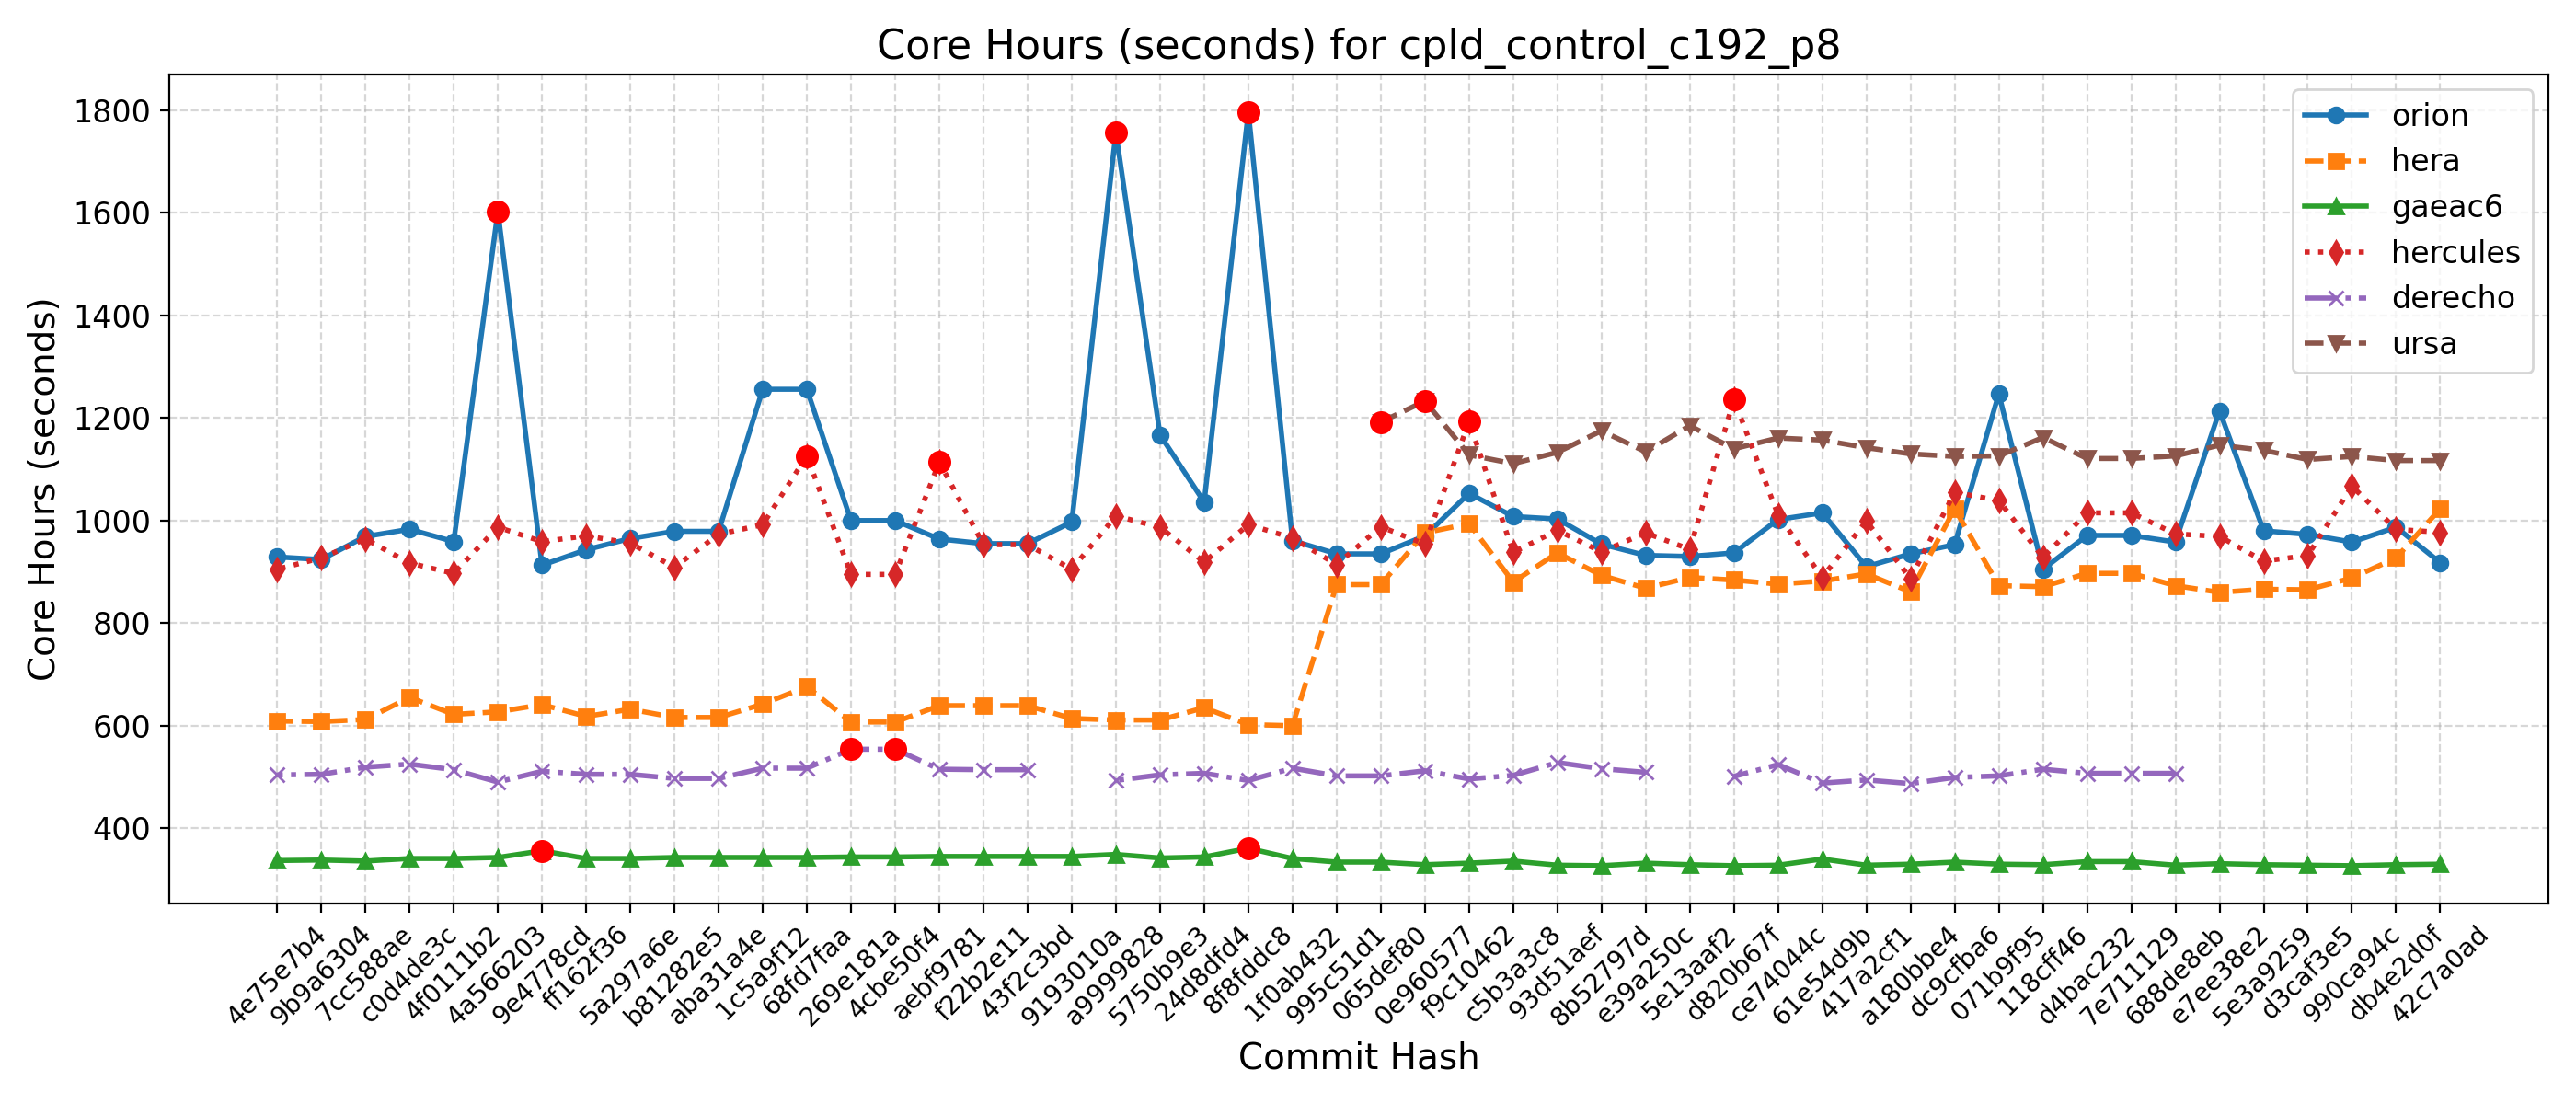 Core Hours (seconds) for cpld_control_c192_p8
Core Hours (seconds)
1800
1600
1400
1200
1000
800
600
400
orion
hera
gaeac6
hercules
derecho
ursa
4e75e7b4
9b9a6304
7cc588ae
c0d4de3c
4f0111b2
4a566203
9e4778cd
ff162f36
5a297a6e
b81282e5
aba31a4e
1c5a9f12
68fd7faa
269e181a
4cbe50f4
aebf9781
f22b2e11
43f2c3bd
9193010a
a9999828
5750b9e3
24d8dfd4
8f8fddc8
1f0ab432
995c51d1
065def80
0e960577
f9c10462
c5b3a3c8
93d51aef
8b52797d
e39a250c
5e13aaf2
d820b67f
ce74044c
61e54d9b
417a2cf1
a180bbe4
dc9cfba6
071b9f95
118cff46
d4bac232
7e711129
688de8eb
e7ee38e2
5e3a9259
d3caf3e5
990ca94c
db4e2d0f
42c7a0ad
Commit Hash